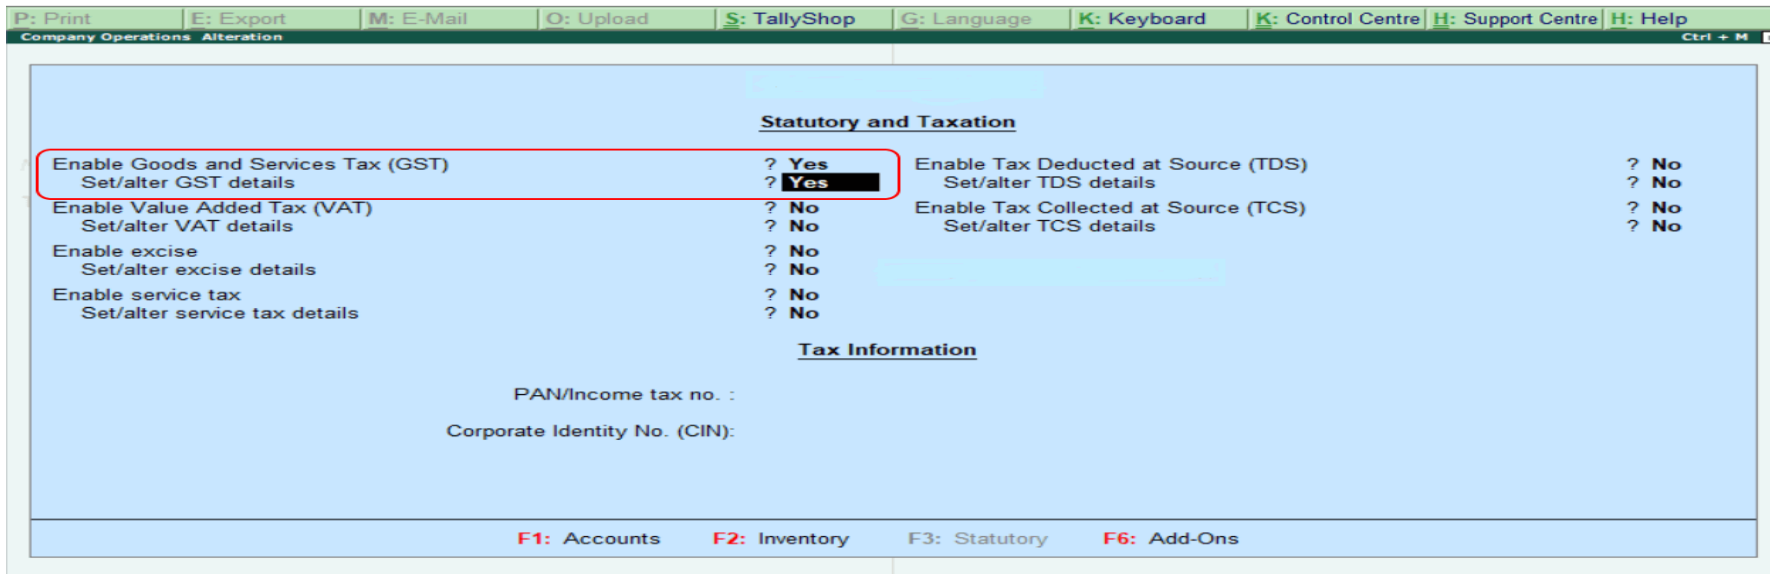 P: Print E: Export M: E-Mail O: Upload S: TallyShop G: Language K: Keyboard K: Control Centre H: Support Centre H: Help
Company Operations Alteration Ctrl + M
Statutory and Taxation
Enable Goods and Services Tax (GST) ? Yes Enable Tax Deducted at Source (TDS) ? No
Set/alter GST details ? Yes Set/alter TDS details ? No
Enable Value Added Tax (VAT) ? No Enable Tax Collected at Source (TCS) ? No
Set/alter VAT details ? No Set/alter TCS details ? No
Enable excise ? No
Set/alter excise details ? No
Enable service tax ? No
Set/alter service tax details ? No
Tax Information
PAN/Income tax no. :
Corporate Identity No. (CIN):
F1: Accounts F2: Inventory F3: Statutory F6: Add-Ons